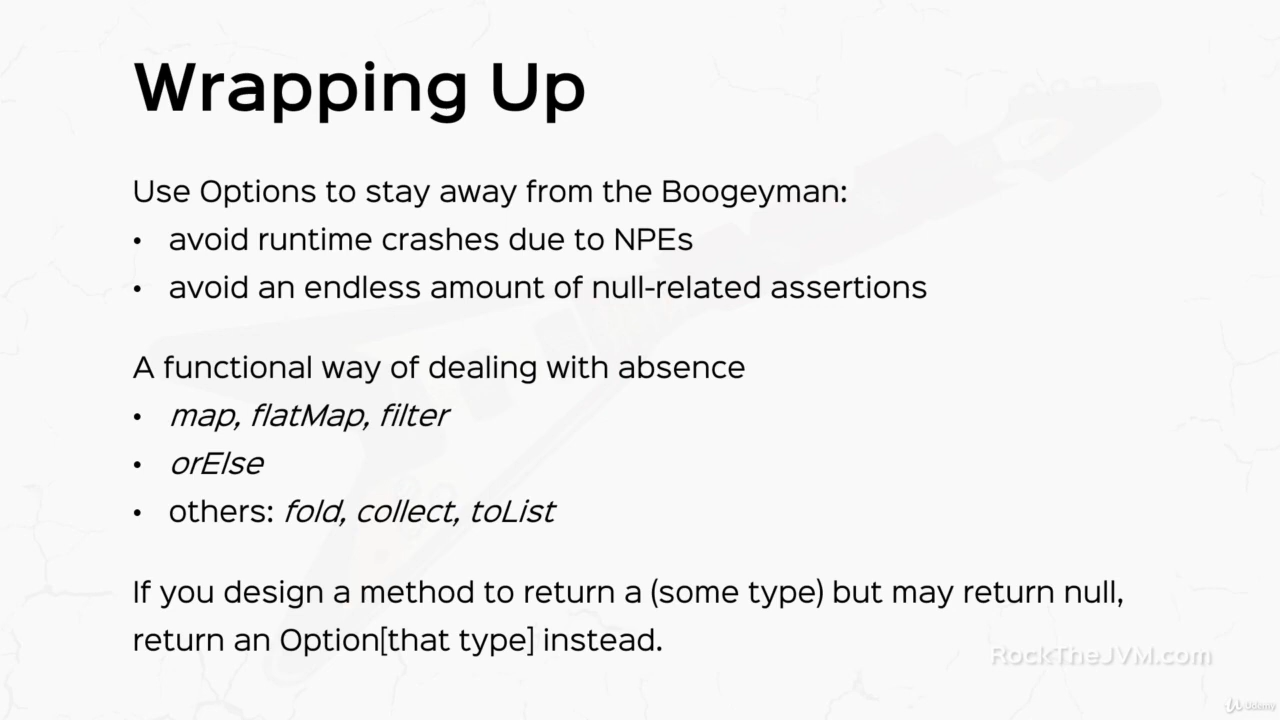 Wrapping Up
Use Options to stay away from the Boogeyman:
• avoid runtime crashes due to NPEs
• avoid an endless amount of null-related assertions
A functional way of dealing with absence
• map, flatMap, filter
• orElse
• others: fold, collect, toList
If you design a method to return a (some type) but may return null,
return an Option[that type] instead.
RockTheJVM.com
Udemy